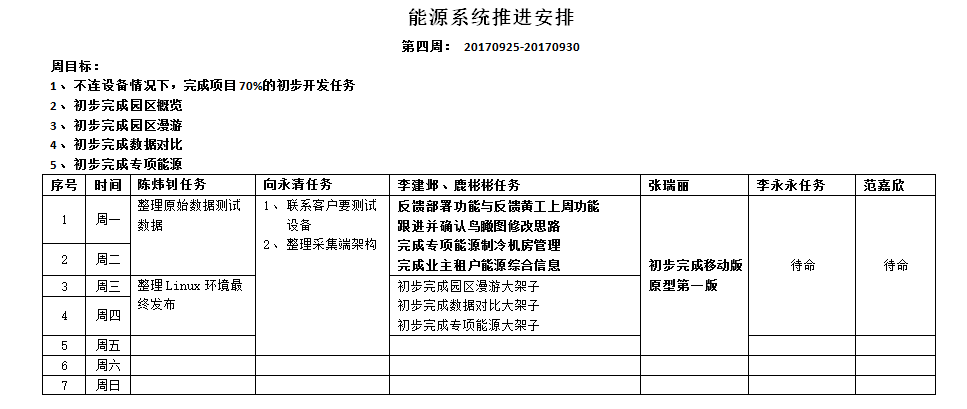 能源系统推进安排
第四周： 20170925-20170930
周目标：
1、不连设备情况下，完成项目70%的初步开发任务
2、初步完成园区概览
3、初步完成园区漫游
4、初步完成数据对比
5、初步完成专项能源
序号 时间 陈炜钊任务 向永清任务 李建邺、鹿彬彬任务 张瑞丽 李永永任务 范嘉欣
1 周一 整理原始数据测试
数据
1、联系客户要测试
设备
2、整理采集端架构
反馈部署功能与反馈黄工上周功能
跟进并确认鸟瞰图修改思路
完成专项能源制冷机房管理
完成业主租户能源综合信息
初步完成移动版
原型第一版
待命
待命
2 周二
3 周三 整理Linux环境最
终发布
初步完成园区漫游大架子
初步完成数据对比大架子
初步完成专项能源大架子
4 周四
5 周五
6 周六
7 周日